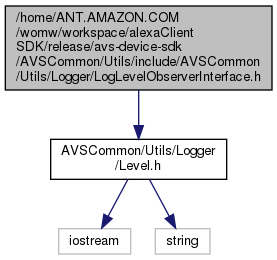 /home/ANT.AMAZON.COM
/womw/workspace/alexaClient
SDK/release/avs-device-sdk
/AVSCommon/Utils/include/AVSCommon
/Utils/Logger/LogLevelObserverInterface.h
AVSCommon/Utils/Logger
/Level.h
iostream
string